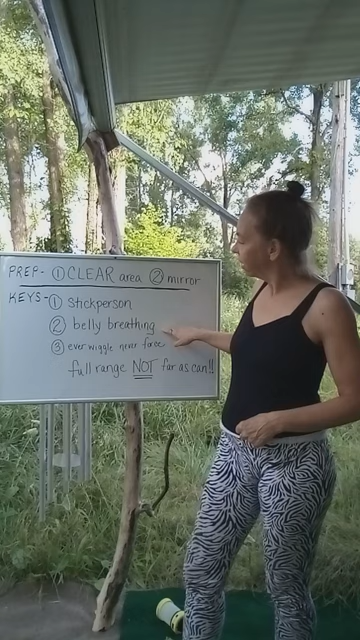 PREP- ① CLEAR area ② mirror
KEYS- ① stickperson
② belly breathing
③ ever wiggle never force
full range NOT far as can!!